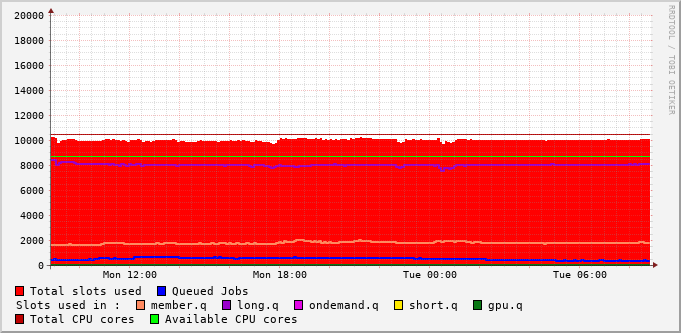 RRDTOOL / TOBI OETIKER
20000
18000
16000
14000
12000
10000
8000
6000
4000
2000
0
Mon 12:00 Mon 18:00 Tue 00:00 Tue 06:00
Total slots used Queued Jobs
Slots used in : member.q long.q ondemand.q short.q gpu.q
Total CPU cores Available CPU cores